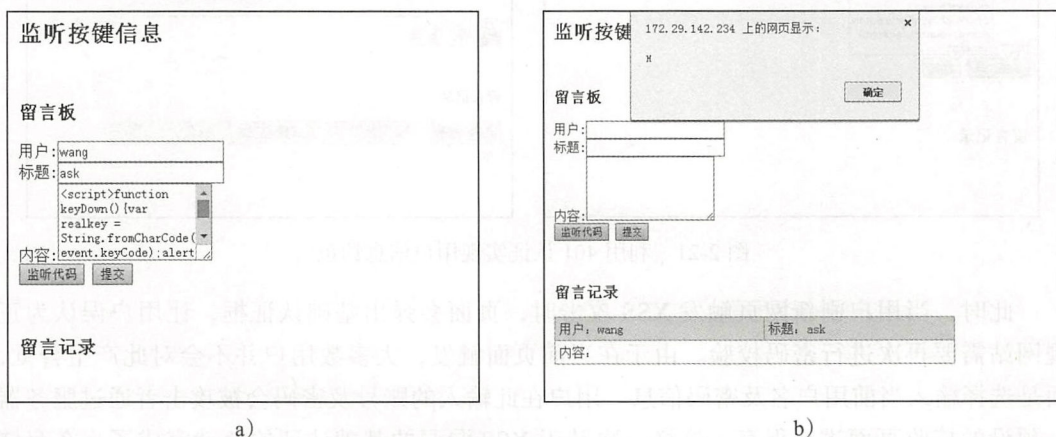 监听按键信息
留言板
用户:wang
标题:ask
<script>function
keyDown(){var
realkey =
String.fromCharCode(
event.keyCode);alert
内容:
监听代码 提交
留言记录
a)
监听按键
172.29.142.234 上的网页显示:
×
M
确定
留言板
用户:
标题:
内容:
监听代码 提交
留言记录
用户: wang 标题: ask
内容:
b)